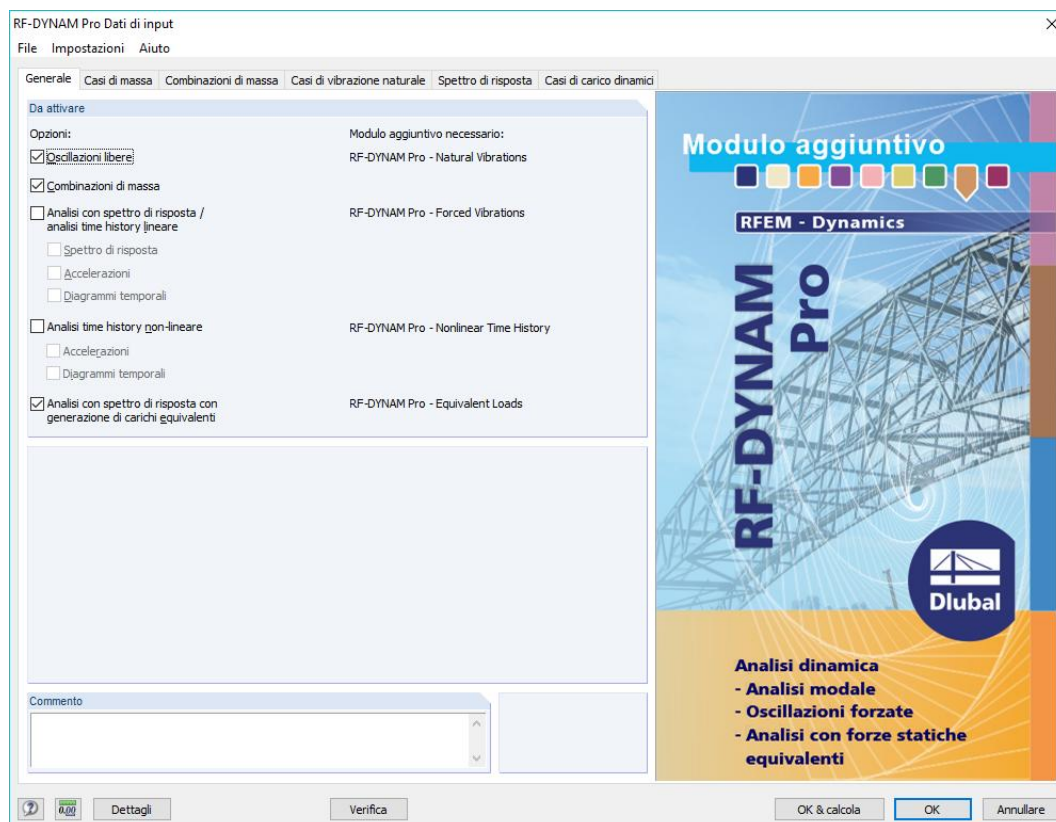 RF-DYNAM Pro Dati di input
File Impostazioni Aiuto
Generale Casi di massa Combinazioni di massa Casi di vibrazione naturale Spettro di risposta Casi di carico dinamici
Da attivare
Opzioni: Modulo aggiuntivo necessario:
Oscillazioni libere RF-DYNAM Pro - Natural Vibrations
Combinazioni di massa
Analisi con spettro di risposta / RF-DYNAM Pro - Forced Vibrations
analisi time history lineare
Spettro di risposta
Accelerazioni
Diagrammi temporali
Analisi time history non-lineare RF-DYNAM Pro - Nonlinear Time History
Accelerazioni
Diagrammi temporali
Analisi con spettro di risposta con RF-DYNAM Pro - Equivalent Loads
generazione di carichi equivalenti
Commento
Modulo aggiuntivo
RFEM - Dynamics
RF-DYNAM
Pro
Dlubal
Analisi dinamica
- Analisi modale
- Oscillazioni forzate
- Analisi con forze statiche
equivalenti
0.00 Dettagli Verifica OK & calcola OK Annullare